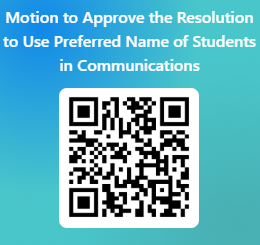 Motion to Approve the Resolution
to Use Preferred Name of Students
in Communications